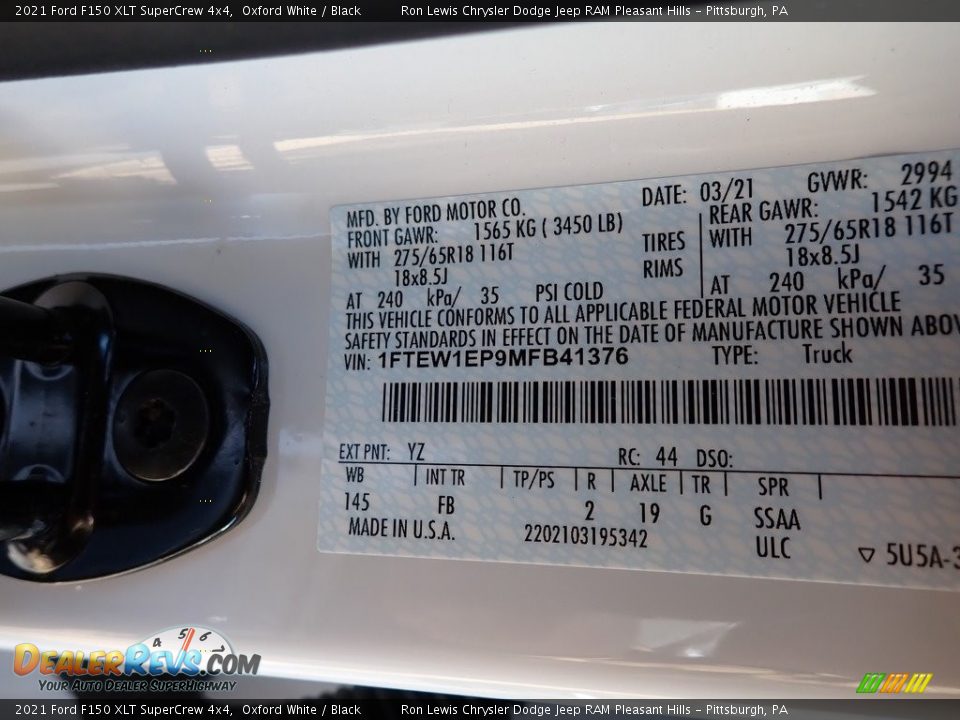 2021 Ford F150 XLT SuperCrew 4x4, Oxford White / Black Ron Lewis Chrysler Dodge Jeep RAM Pleasant Hills - Pittsburgh, PA
MFD. BY FORD MOTOR CO. DATE: 03/21 GVWR: 2994
FRONT GAWR: 1565 KG ( 3450 LB) REAR GAWR: 1542 KG
WITH 275/65R18 116T TIRES WITH 275/65R18 116T
18x8.5J RIMS 18x8.5J
AT 240 kPa/ 35 PSI COLD AT 240 kPa/ 35
THIS VEHICLE CONFORMS TO ALL APPLICABLE FEDERAL MOTOR VEHICLE
SAFETY STANDARDS IN EFFECT ON THE DATE OF MANUFACTURE SHOWN ABOV
VIN: 1FTEW1EP9MFB41376 TYPE: Truck
EXT PNT: YZ RC: 44 DSO:
WB INT TR TP/PS R AXLE TR SPR
145 FB 2 19 G SSAA
MADE IN U.S.A. 2202103195342 ULC 5U5A-3
4 5 6
DealerRevs.com
Your Auto Dealer SuperHighway
2021 Ford F150 XLT SuperCrew 4x4, Oxford White / Black Ron Lewis Chrysler Dodge Jeep RAM Pleasant Hills - Pittsburgh, PA